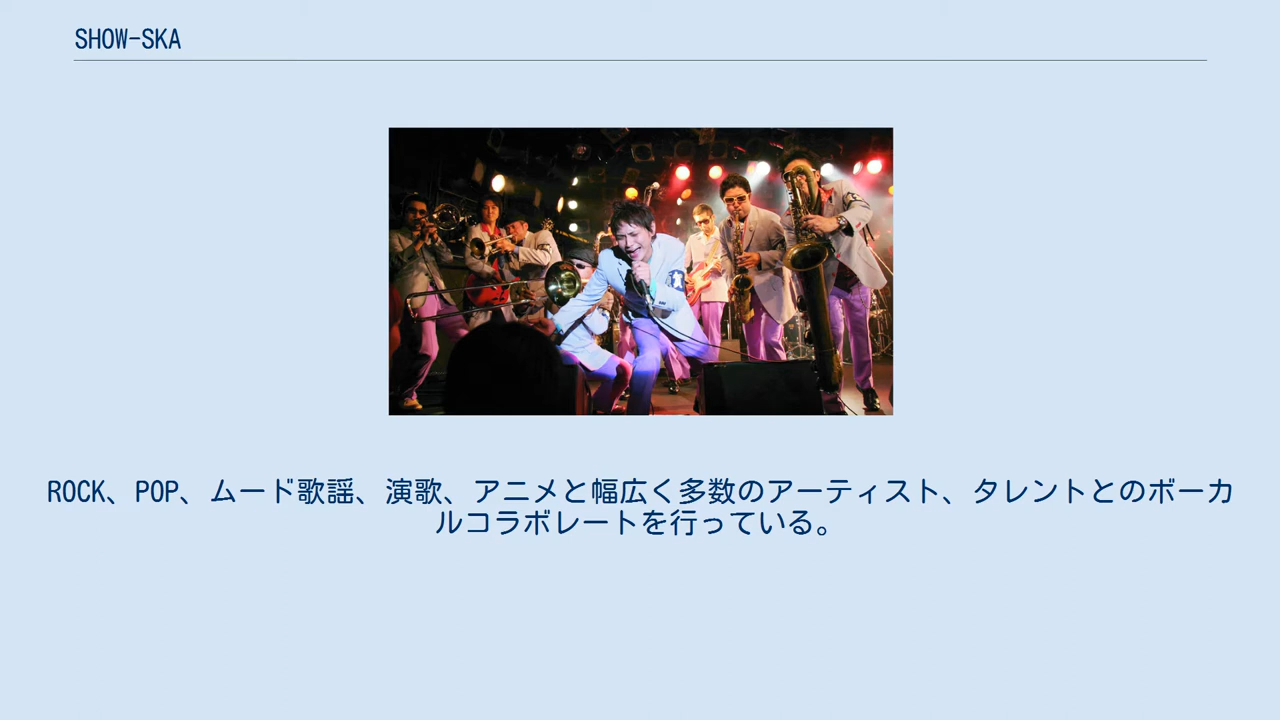 SHOW-SKA
ROCK、POP、ムード歌謡、演歌、アニメと幅広く多数のアーティスト、タレントとのボーカ
ルコラボレートを行っている。